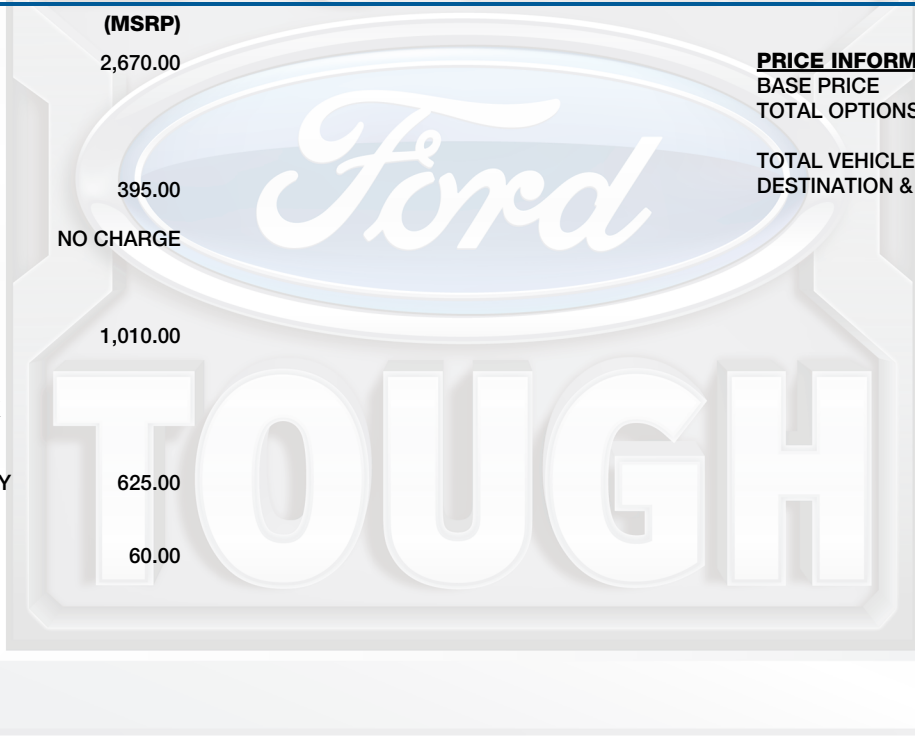 (MSRP)
2,670.00
PRICE INFORM
BASE PRICE
TOTAL OPTIONS
TOTAL VEHICLE
395.00
DESTINATION &
NO CHARGE
1,010.00
Y
625.00
60.00
Ford
TOUGH